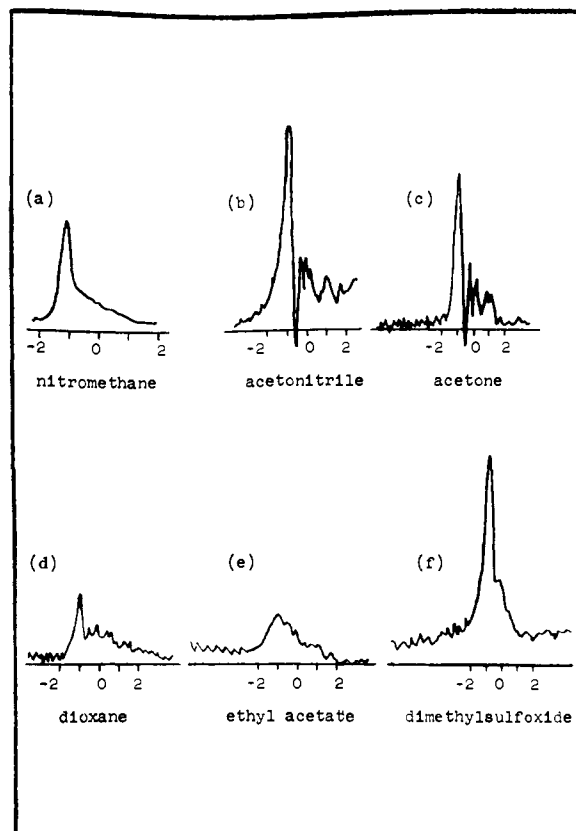 (a) (b) (c)
-2 0 2 -2 0 2 -2 0 2
nitromethane acetonitrile acetone
(d) (e) (f)
-2 0 2 -2 0 2 -2 0 2
dioxane ethyl acetate dimethylsulfoxide